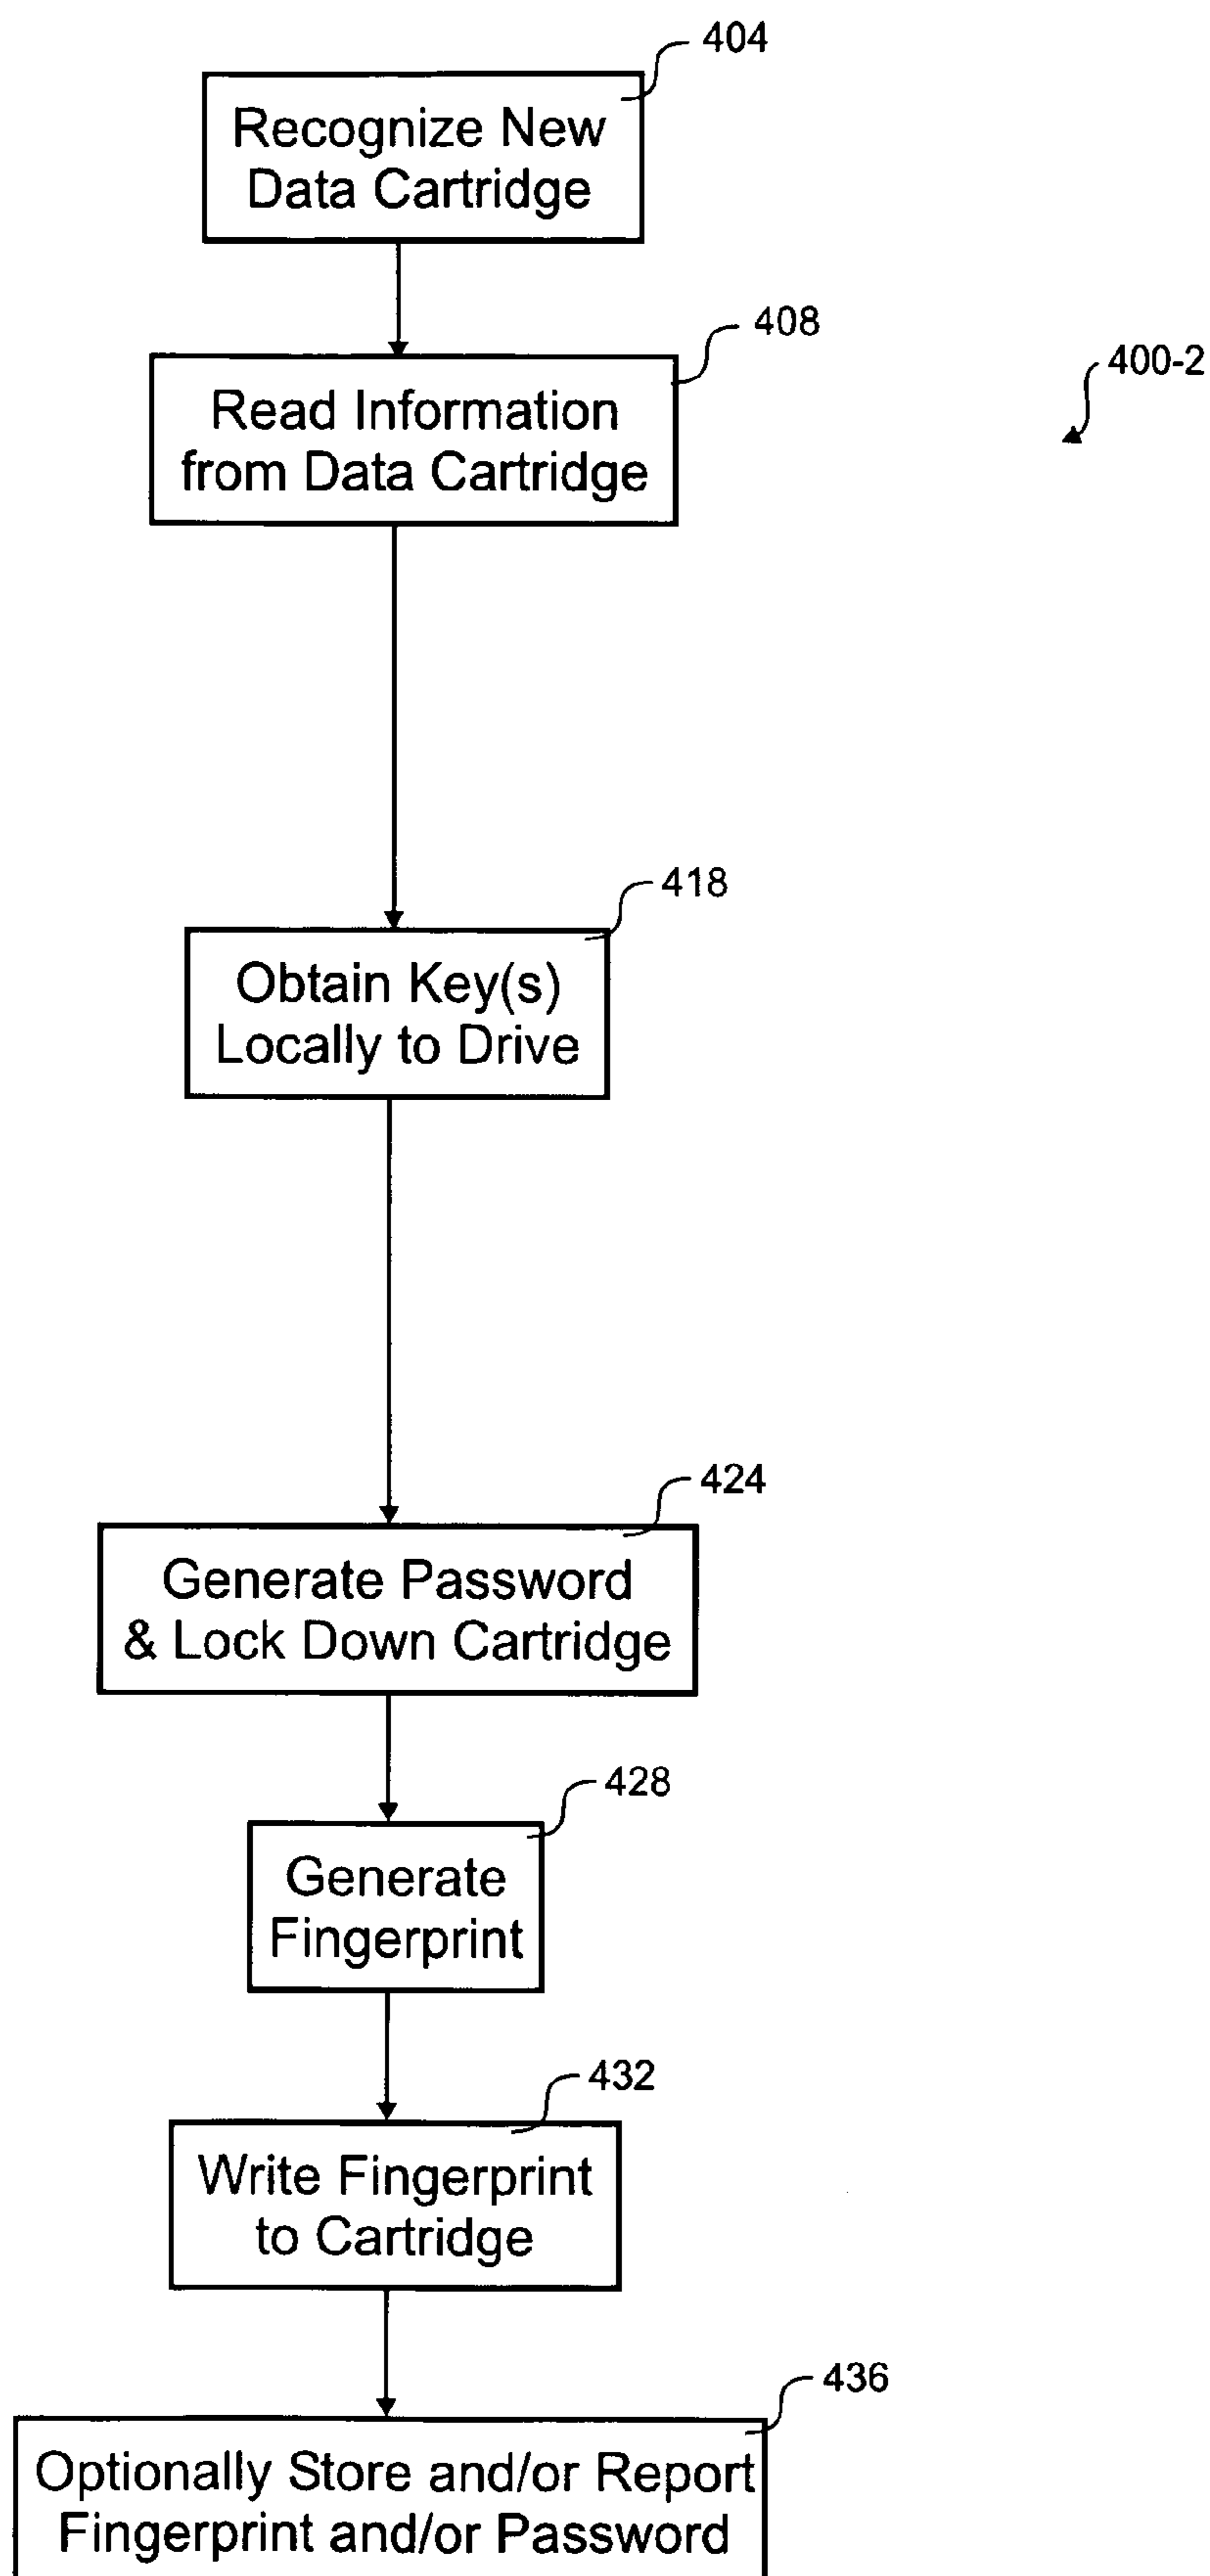 404
Recognize New
Data Cartridge
408
400-2
Read Information
from Data Cartridge
418
Obtain Key(s)
Locally to Drive
424
Generate Password
& Lock Down Cartridge
428
Generate
Fingerprint
432
Write Fingerprint
to Cartridge
436
Optionally Store and/or Report
Fingerprint and/or Password